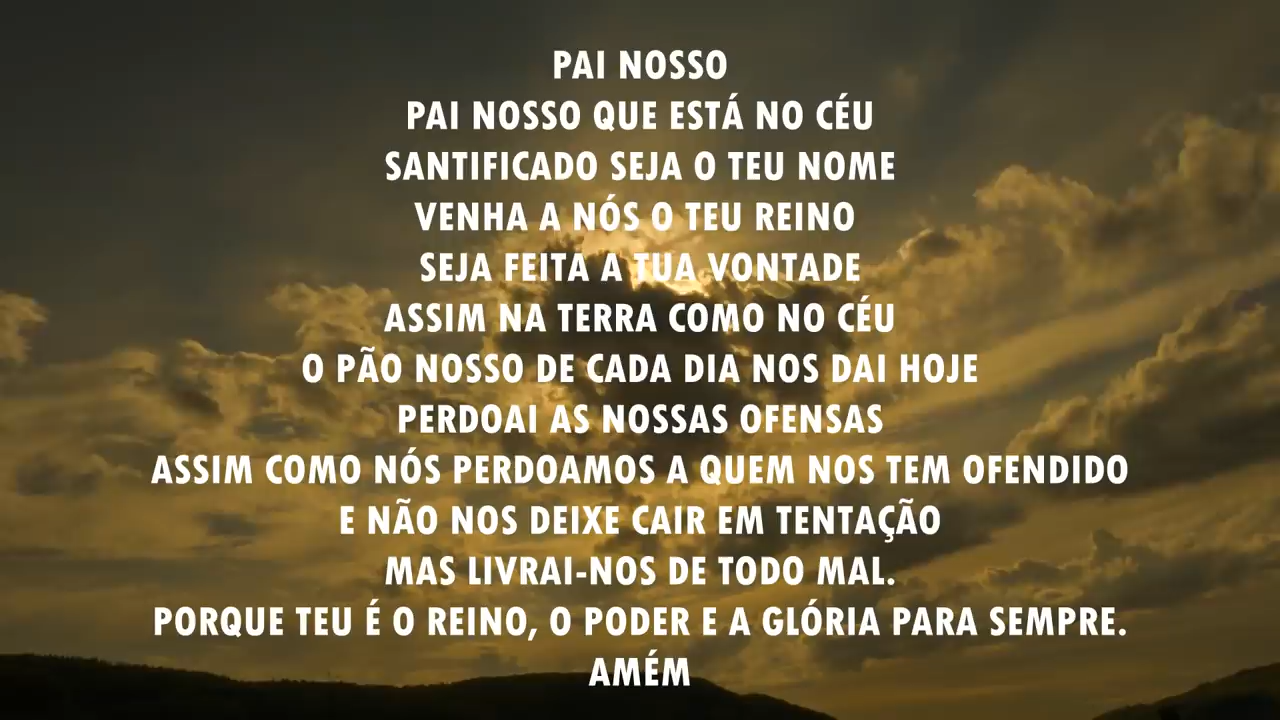 PAI NOSSO
PAI NOSSO QUE ESTÁ NO CÉU
SANTIFICADO SEJA O TEU NOME
VENHA A NÓS O TEU REINO
SEJA FEITA A TUA VONTADE
ASSIM NA TERRA COMO NO CÉU
O PÃO NOSSO DE CADA DIA NOS DAI HOJE
PERDOAI AS NOSSAS OFENSAS
ASSIM COMO NÓS PERDOAMOS A QUEM NOS TEM OFENDIDO
E NÃO NOS DEIXE CAIR EM TENTAÇÃO
MAS LIVRAI-NOS DE TODO MAL.
PORQUE TEU É O REINO, O PODER E A GLÓRIA PARA SEMPRE.
AMÉM